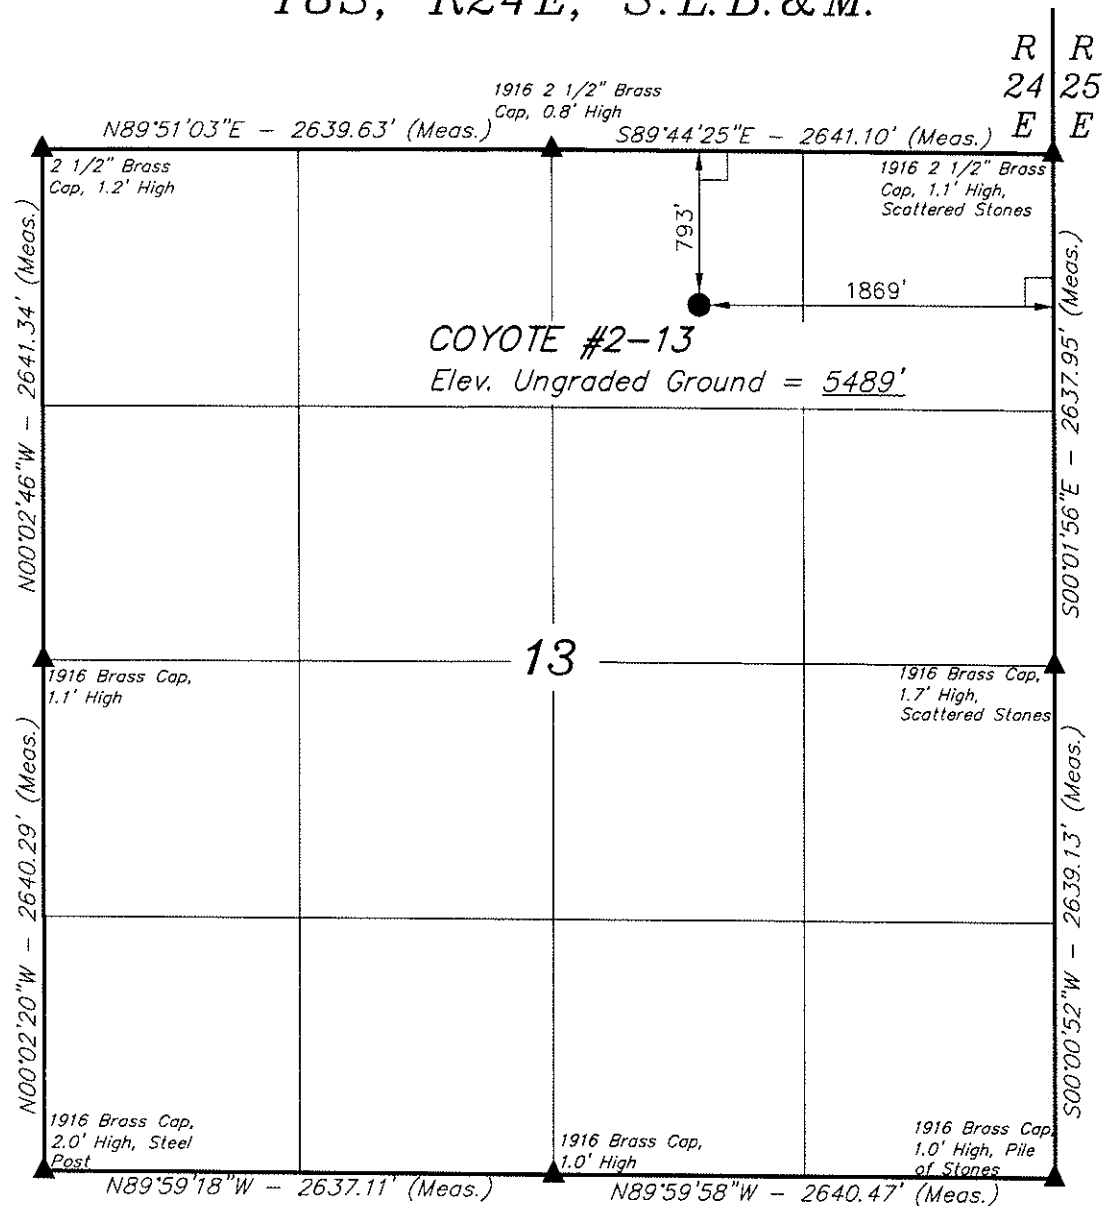 T8S, R24E, S.L.B.&M.
R R
24 25
E E
1916 2 1/2" Brass
Cap, 0.8' High
N89°51'03"E - 2639.63' (Meas.)
S89°44'25"E - 2641.10' (Meas.)
2 1/2" Brass
Cap, 1.2' High
1916 2 1/2" Brass
Cap, 1.1' High,
Scattered Stones
793'
1869'
COYOTE #2-13
Elev. Ungraded Ground = 5489'
N00°02'46"W - 2641.34' (Meas.)
S00°01'56"E - 2637.95' (Meas.)
13
1916 Brass Cap,
1.1' High
1916 Brass Cap,
1.7' High,
Scattered Stones
N00°02'20"W - 2640.29' (Meas.)
S00°00'52"W - 2639.13' (Meas.)
1916 Brass Cap,
2.0' High, Steel
Post
1916 Brass Cap,
1.0' High
1916 Brass Cap,
1.0' High, Pile
of Stones
N89°59'18"W - 2637.11' (Meas.)
N89°59'58"W - 2640.47' (Meas.)